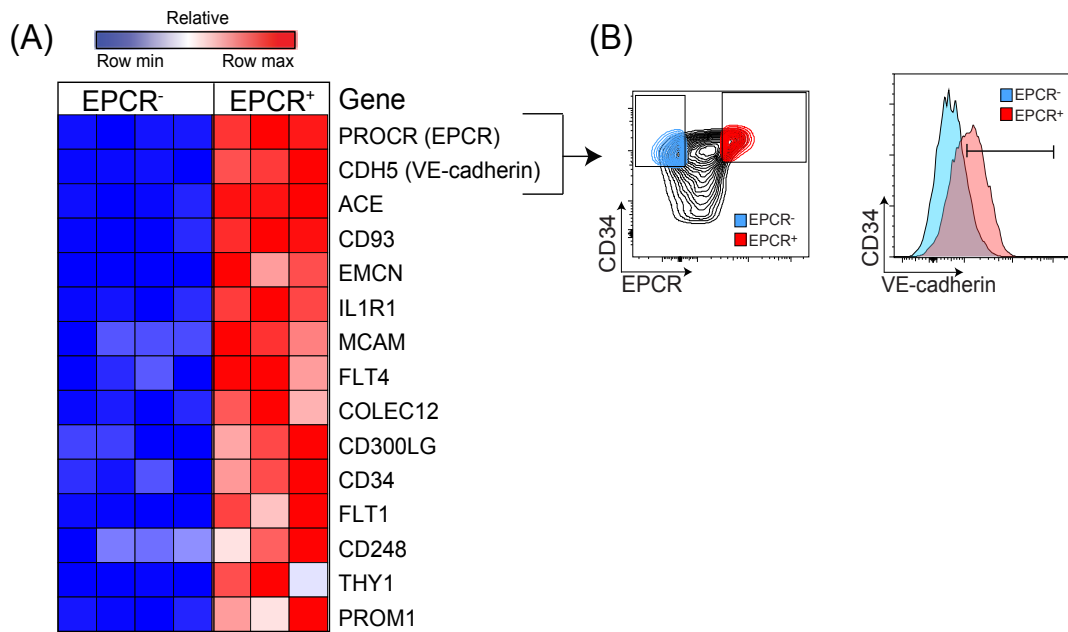 (A)
Relative
Row min Row max
EPCR- EPCR+ Gene
PROCR (EPCR)
CDH5 (VE-cadherin)
ACE
CD93
EMCN
IL1R1
MCAM
FLT4
COLEC12
CD300LG
CD34
FLT1
CD248
THY1
PROM1
(B)
CD34
EPCR
EPCR-
EPCR+
CD34
VE-cadherin
EPCR-
EPCR+